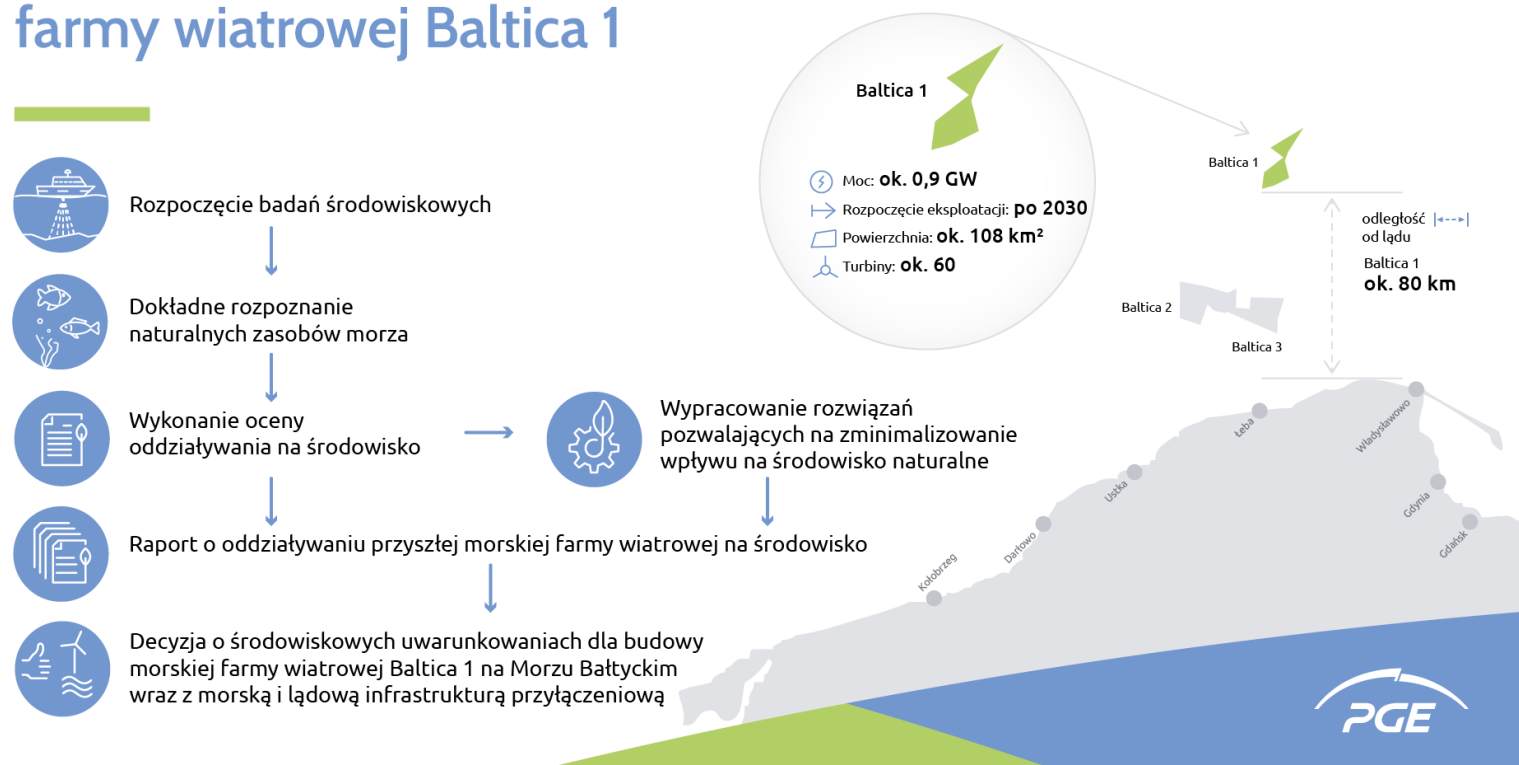 farmy wiatrowej Baltica 1
Rozpoczęcie badań środowiskowych
Dokładne rozpoznanie
naturalnych zasobów morza
Wykonanie oceny
oddziaływania na środowisko
Wypracowanie rozwiązań
pozwalających na zminimalizowanie
wpływu na środowisko naturalne
Raport o oddziaływaniu przyszłej morskiej farmy wiatrowej na środowisko
Decyzja o środowiskowych uwarunkowaniach dla budowy
morskiej farmy wiatrowej Baltica 1 na Morzu Bałtyckim
wraz z morską i lądową infrastrukturą przyłączeniową
Baltica 1
Moc: ok. 0,9 GW
Rozpoczęcie eksploatacji: po 2030
Powierzchnia: ok. 108 km²
Turbiny: ok. 60
Baltica 1
odległość
od lądu
Baltica 1
ok. 80 km
Baltica 2
Baltica 3
Kołobrzeg
Darłowo
Ustka
Łeba
Władysławowo
Gdynia
Gdańsk
PGE